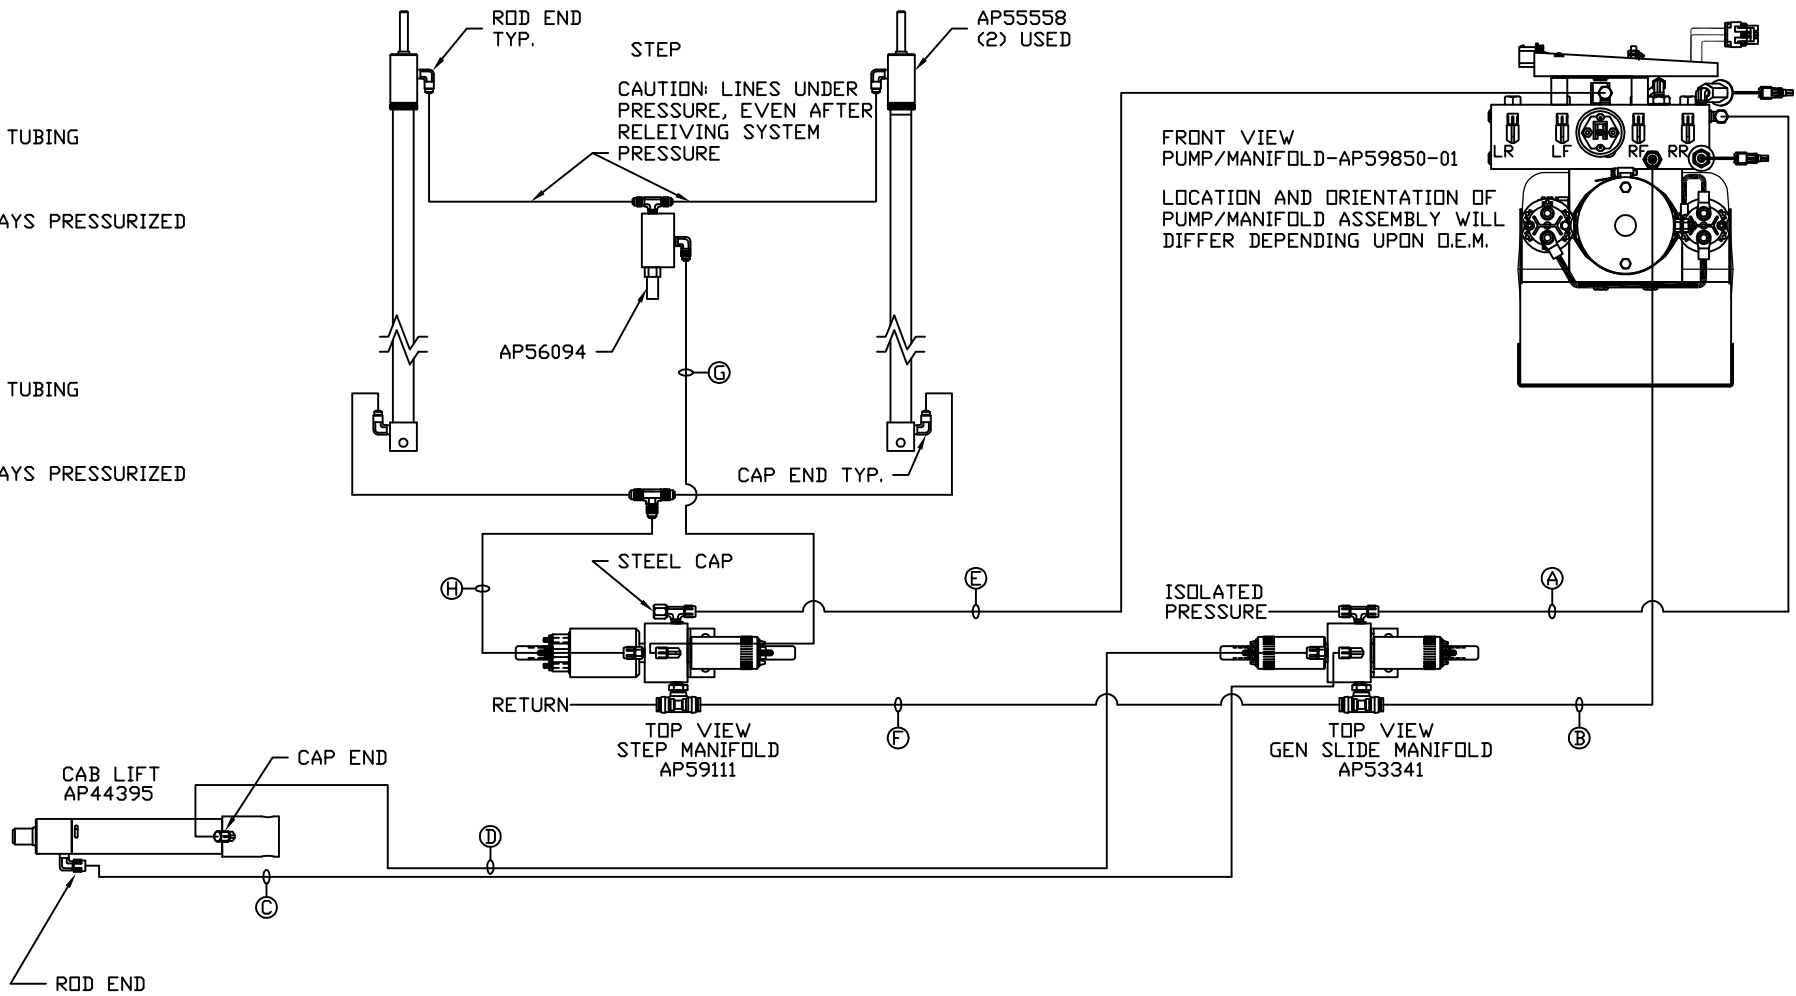 TUBING
AYS PRESSURIZED
TUBING
AYS PRESSURIZED
ROD END
TYP.
STEP
CAUTION: LINES UNDER
PRESSURE, EVEN AFTER
RELEIVING SYSTEM
PRESSURE
AP55558
(2) USED
AP56094
G
CAP END TYP.
FRONT VIEW
PUMP/MANIFOLD-AP59850-01
LOCATION AND ORIENTATION OF
PUMP/MANIFOLD ASSEMBLY WILL
DIFFER DEPENDING UPON O.E.M.
LR
LF
RF
RR
H
STEEL CAP
E
ISOLATED
PRESSURE
A
RETURN
TOP VIEW
STEP MANIFOLD
AP59111
F
TOP VIEW
GEN SLIDE MANIFOLD
AP53341
B
CAB LIFT
AP44395
CAP END
D
C
ROD END